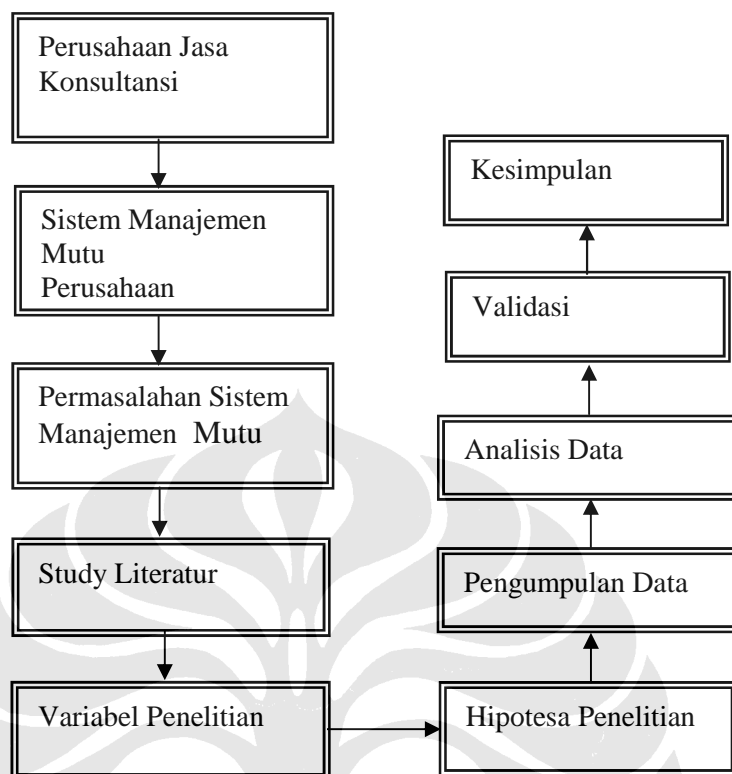 Perusahaan Jasa
Konsultansi
Sistem Manajemen
Mutu
Perusahaan
Permasalahan Sistem
Manajemen Mutu
Study Literatur
Variabel Penelitian
Hipotesa Penelitian
Pengumpulan Data
Analisis Data
Validasi
Kesimpulan